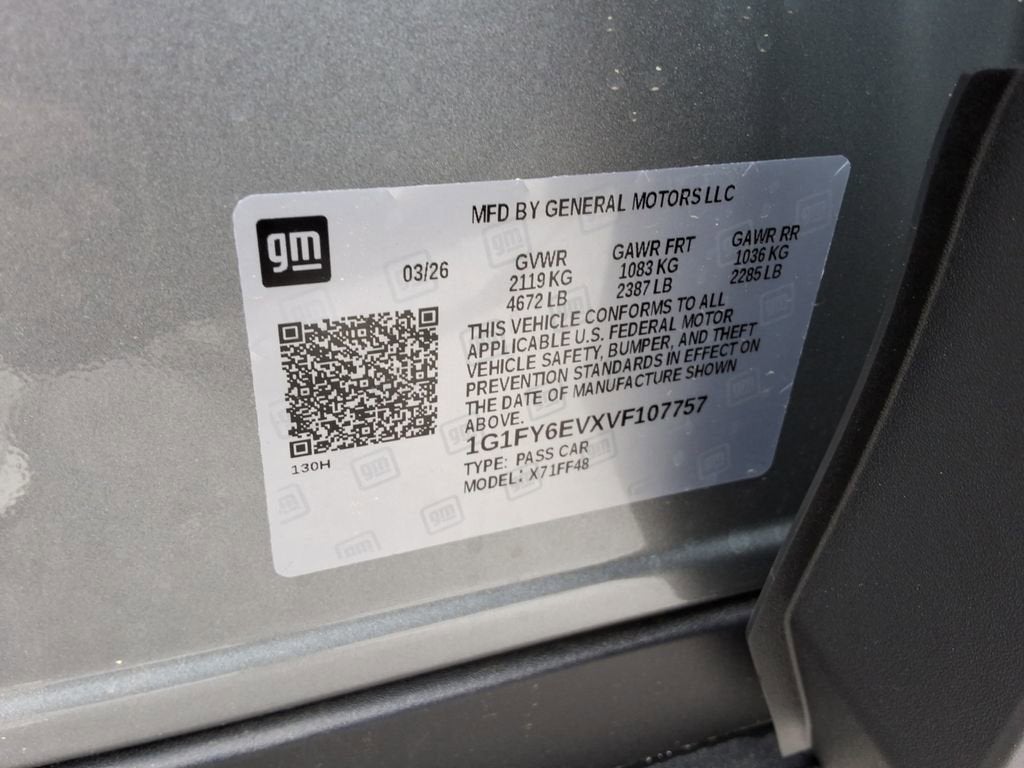 gm
MFD BY GENERAL MOTORS LLC
03/26
GVWR
2119 KG
4672 LB
GAWR FRT
1083 KG
2387 LB
GAWR RR
1036 KG
2285 LB
THIS VEHICLE CONFORMS TO ALL
APPLICABLE U.S. FEDERAL MOTOR
VEHICLE SAFETY, BUMPER, AND THEFT
PREVENTION STANDARDS IN EFFECT ON
THE DATE OF MANUFACTURE SHOWN
ABOVE.
1G1FY6EVXVF107757
TYPE: PASS CAR
MODEL: X71FF48
130H